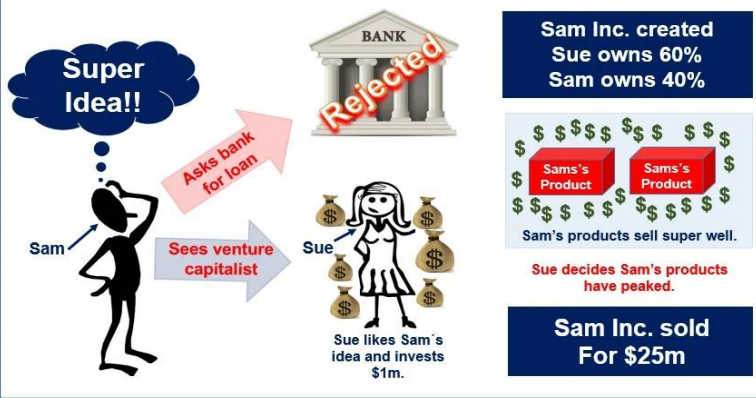 Super
Idea!!
Sam
Asks bank
for loan
BANK
Rejected
Sees venture
capitalist
Sue
$
$
$
$
$
Sue likes Sam´s
idea and invests
$1m.
Sam Inc. created
Sue owns 60%
Sam owns 40%
$ $ $ $ $ $ $ $ $ $ $ $
Sams's
Product
Sams's
Product
$ $ $ $ $ $ $ $ $ $ $ $
Sam's products sell super well.
Sue decides Sam's products
have peaked.
Sam Inc. sold
For $25m